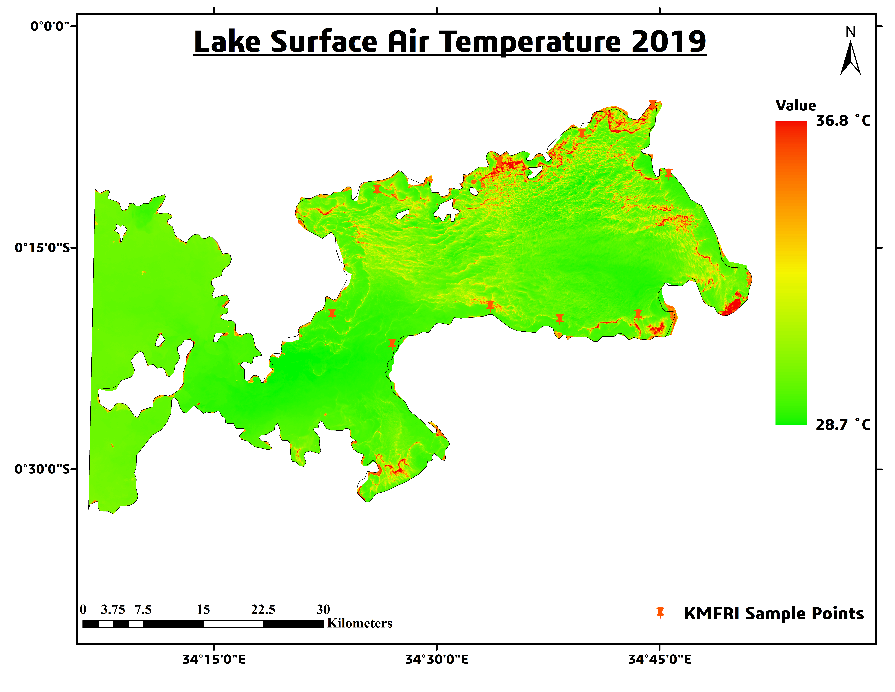 Lake Surface Air Temperature 2019
N
0°0'0"
0°15'0"S
0°30'0"S
Value
36.8 °C
28.7 °C
0 3.75 7.5 15 22.5 30
Kilometers
KMFRI Sample Points
34°15'0"E 34°30'0"E 34°45'0"E